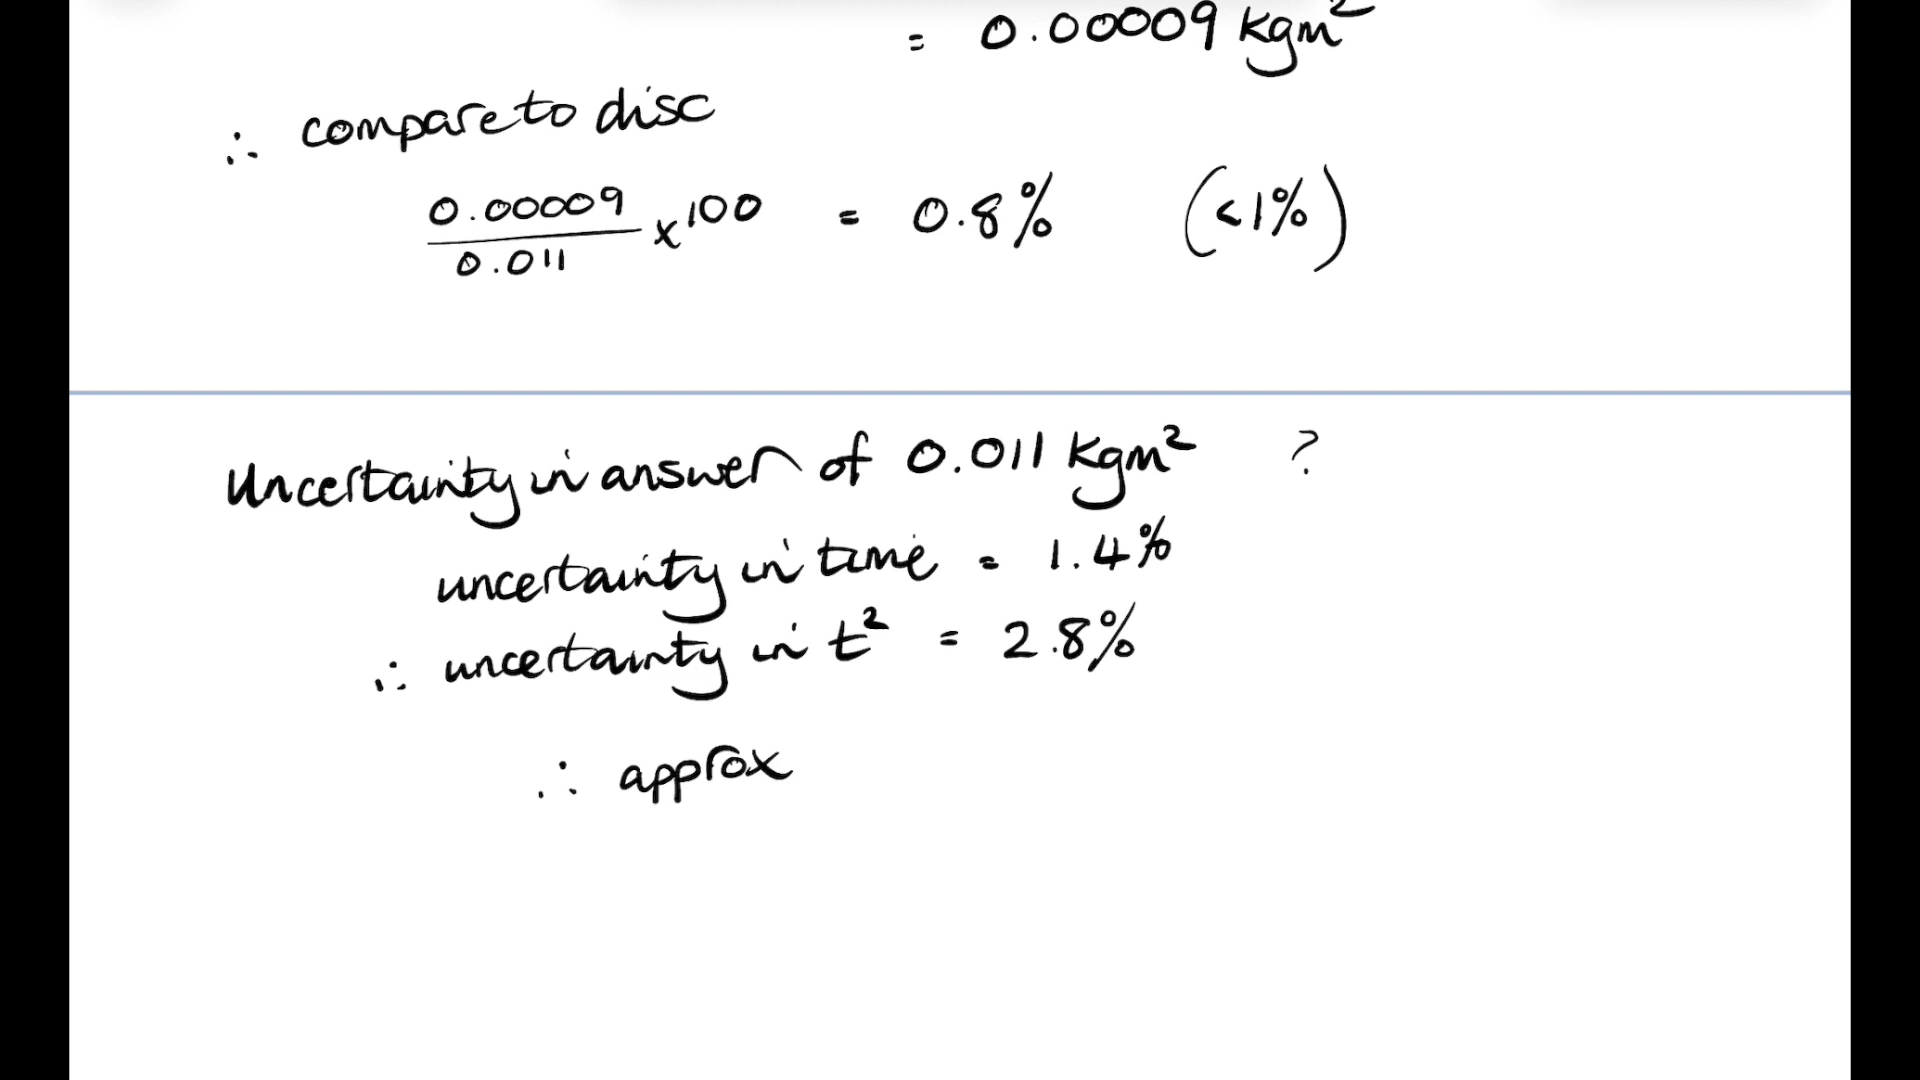 = 0.00009 kgm²
∴ compare to disc
0.00009
─────── x 100 = 0.8% (<1%)
0.011
Uncertainty in answer of 0.011 kgm² ?
uncertainty in time = 1.4%
∴ uncertainty in t² = 2.8%
∴ approx